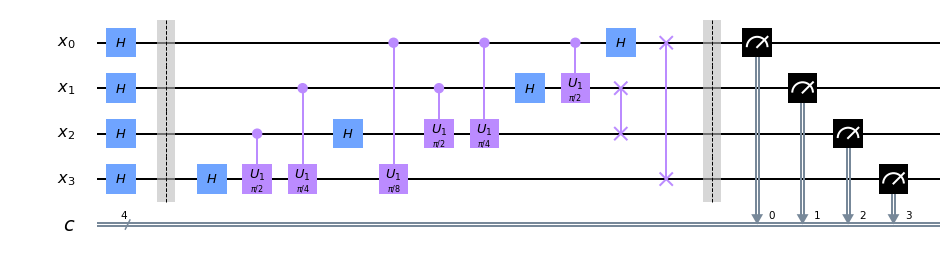 x0 H H
x1 H H U1 π/2
x2 H H U1 π/2 U1 π/4
x3 H H U1 π/2 U1 π/4 U1 π/8
c 4 0 1 2 3